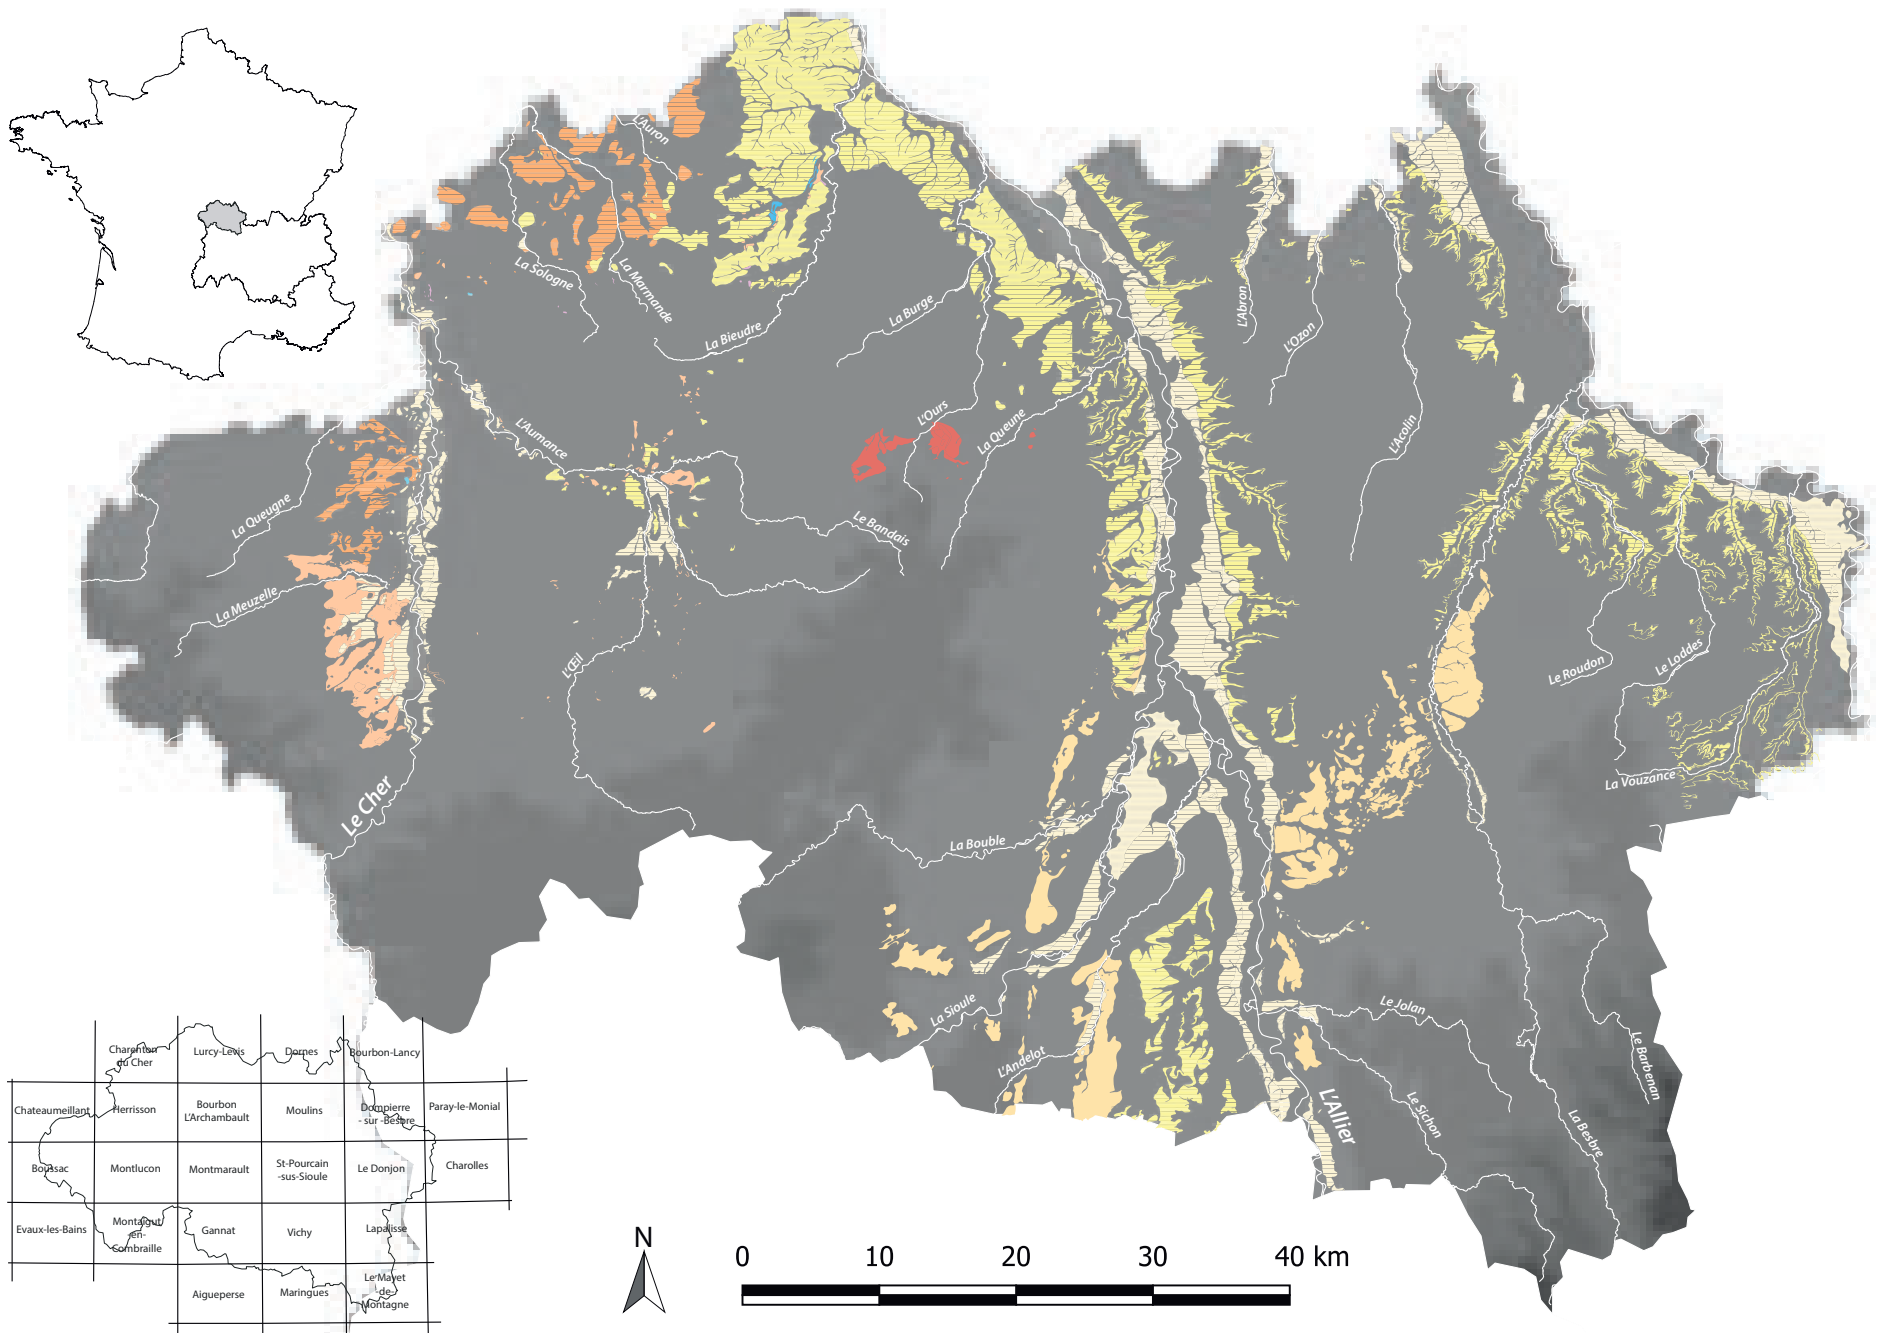 L'Auron
La Sologne
La Marmande
La Bieudre
La Burge
L'Abron
L'Ozon
L'Acolin
L'Aumance
L'Ours
La Queune
La Queugne
Le Bandais
La Meuzelle
L'Œil
Le Roudon
Le Loddes
La Vouzance
Le Cher
La Bouble
La Sioule
L'Andelot
L'Allier
Le Jolan
Le Sichon
La Besbre
Le Barbenan
Charenton
du Cher
Lurcy-Levis
Dornes
Bourbon-Lancy
Chateaumeillant
Herrisson
Bourbon
L'Archambault
Moulins
Dompierre
- sur -Besbre
Paray-le-Monial
Boussac
Montlucon
Montmarault
St-Pourcain
-sus-Sioule
Le Donjon
Charolles
Evaux-les-Bains
Montaigut
-en-
Combraille
Gannat
Vichy
Lapalisse
Aigueperse
Maringues
Le Mayet
-de-
Montagne
N
0 10 20 30 40 km